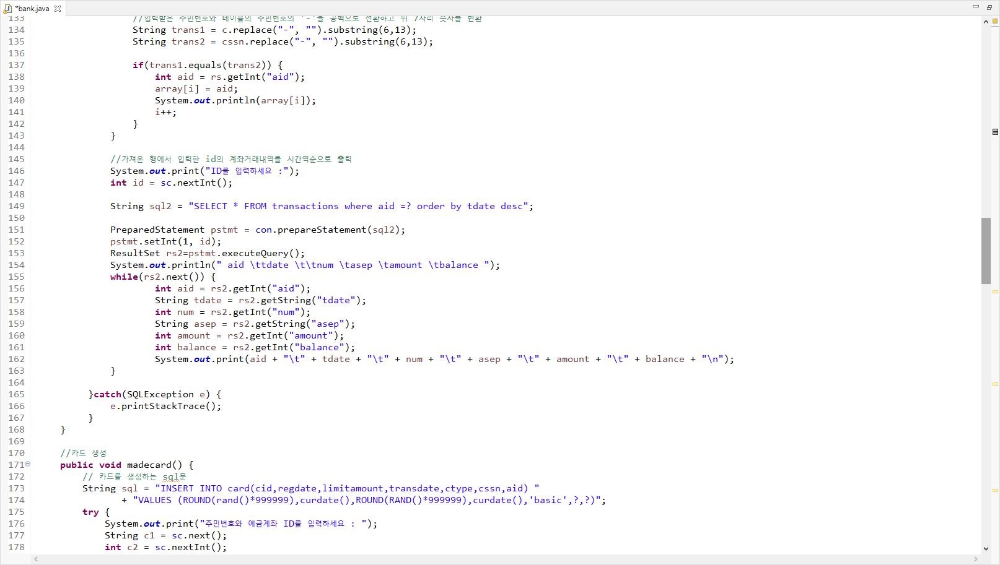 *bank.java
133 //입력받은 주민번호와 테이블의 주민번호의 '-'을 공백으로 전환하고 뒤 7자리 숫자를 반환
134 String trans1 = c.replace("-", "").substring(6,13);
135 String trans2 = cssn.replace("-", "").substring(6,13);
136
137 if(trans1.equals(trans2)) {
138 int aid = rs.getInt("aid");
139 array[i] = aid;
140 System.out.println(array[i]);
141 i++;
142 }
143 }
144
145 //가져온 행에서 입력한 id의 계좌거래내역을 시간역순으로 출력
146 System.out.print("ID를 입력하세요 :");
147 int id = sc.nextInt();
148
149 String sql2 = "SELECT * FROM transactions where aid =? order by tdate desc";
150
151 PreparedStatement pstmt = con.prepareStatement(sql2);
152 pstmt.setInt(1, id);
153 ResultSet rs2=pstmt.executeQuery();
154 System.out.println(" aid \ttdate \t\tnum \tasep \tamount \tbalance ");
155 while(rs2.next()) {
156 int aid = rs2.getInt("aid");
157 String tdate = rs2.getString("tdate");
158 int num = rs2.getInt("num");
159 String asep = rs2.getString("asep");
160 int amount = rs2.getInt("amount");
161 int balance = rs2.getInt("balance");
162 System.out.print(aid + "\t" + tdate + "\t" + num + "\t" + asep + "\t" + amount + "\t" + balance + "\n");
163 }
164
165 }catch(SQLException e) {
166 e.printStackTrace();
167 }
168 }
169
170 //카드 생성
171 public void madecard() {
172 // 카드를 생성하는 sql문
173 String sql = "INSERT INTO card(cid,regdate,limitamount,transdate,ctype,cssn,aid) "
174 + "VALUES (ROUND(rand()*999999),curdate(),ROUND(RAND()*999999),curdate(),'basic',?,?)";
175 try {
176 System.out.print("주민번호와 예금계좌 ID를 입력하세요 : ");
177 String c1 = sc.next();
178 int c2 = sc.nextInt();